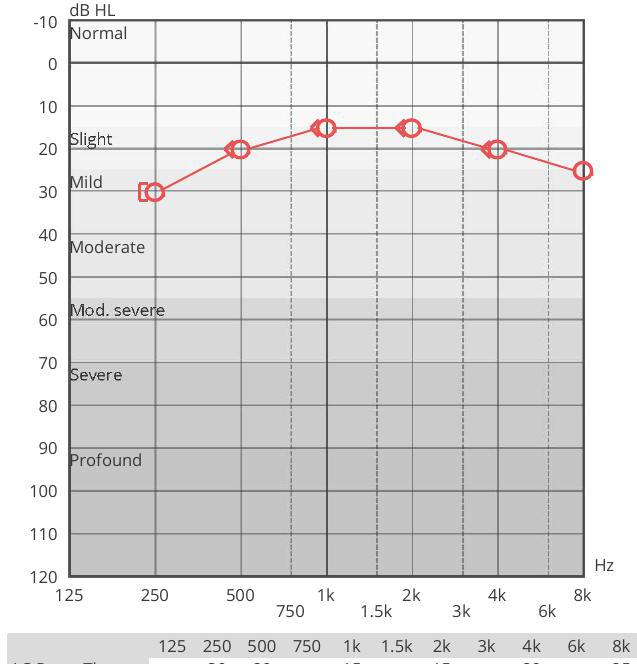 dB HL
-10
Normal
0
10
Slight
20
Mild
30
40
Moderate
50
Mod. severe
60
70
Severe
80
90
Profound
100
110
120
Hz
125 250 500 1k 2k 4k 8k
750 1.5k 3k 6k
125 250 500 750 1k 1.5k 2k 3k 4k 6k 8k